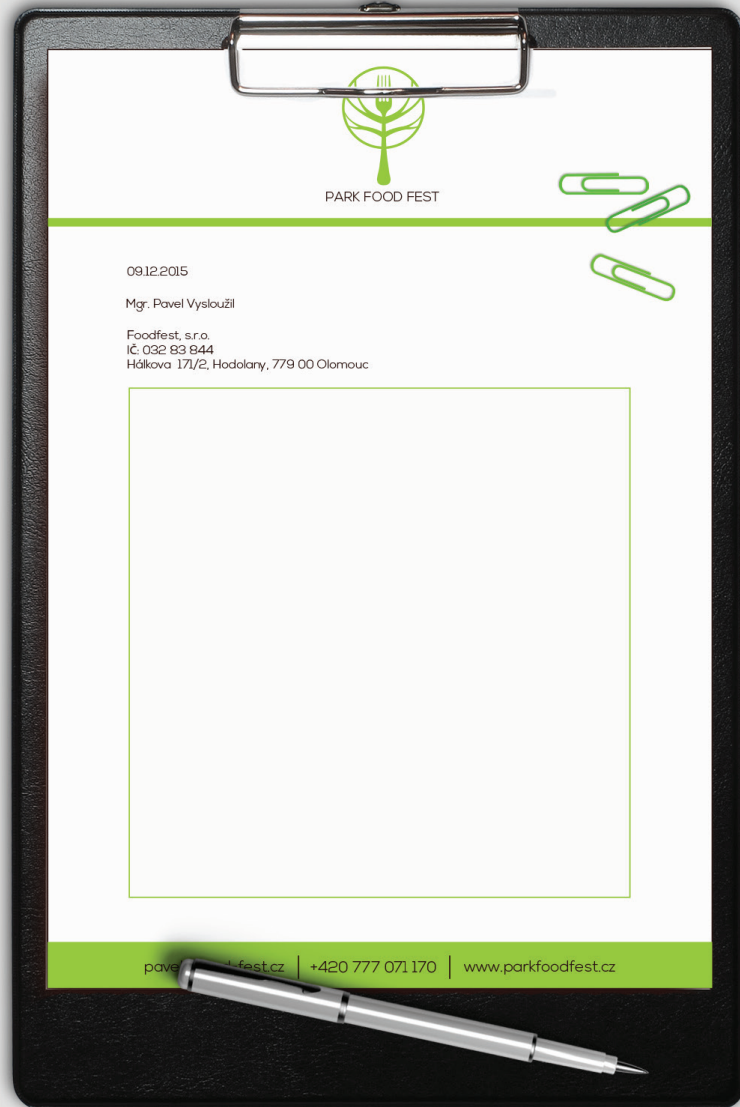 PARK FOOD FEST
09.12.2015
Mgr. Pavel Vysloužil
Foodfest, s.r.o.
IČ: 032 83 844
Hálkova 171/2, Hodolany, 779 00 Olomouc
+420 777 071 170 | www.parkfoodfest.cz